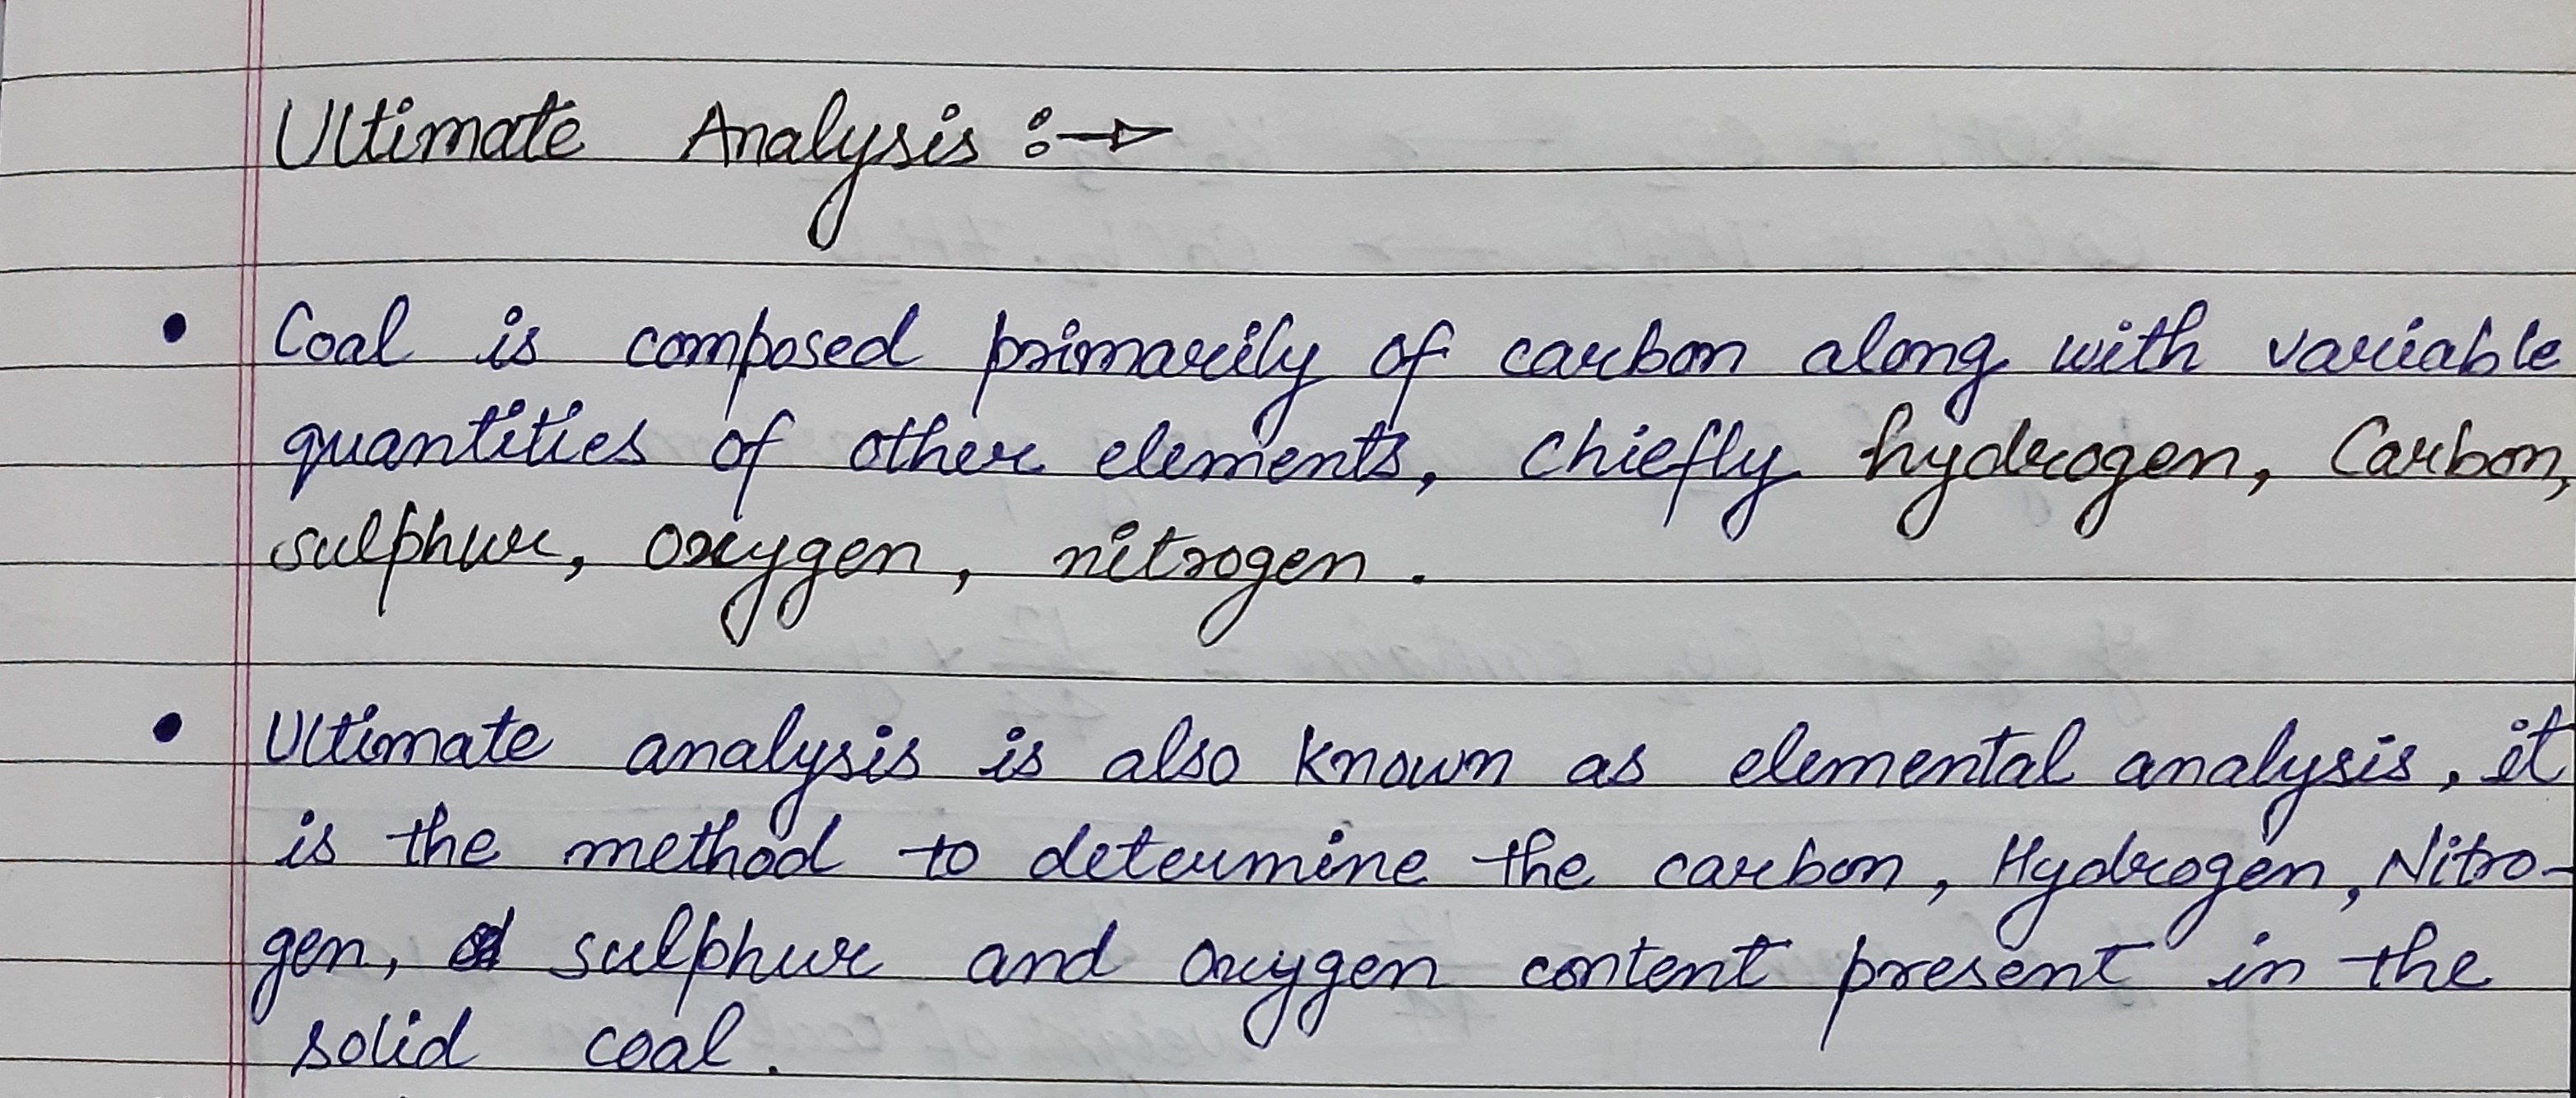 Ultimate Analysis :→
• Coal is composed primarily of carbon along with variable
quantities of other elements, chiefly hydrogen, Carbon,
sulphur, oxygen, nitrogen.
• Ultimate analysis is also known as elemental analysis, it
is the method to determine the carbon, Hydrogen, Nitro-
gen, sulphur and oxygen content present in the
solid coal.